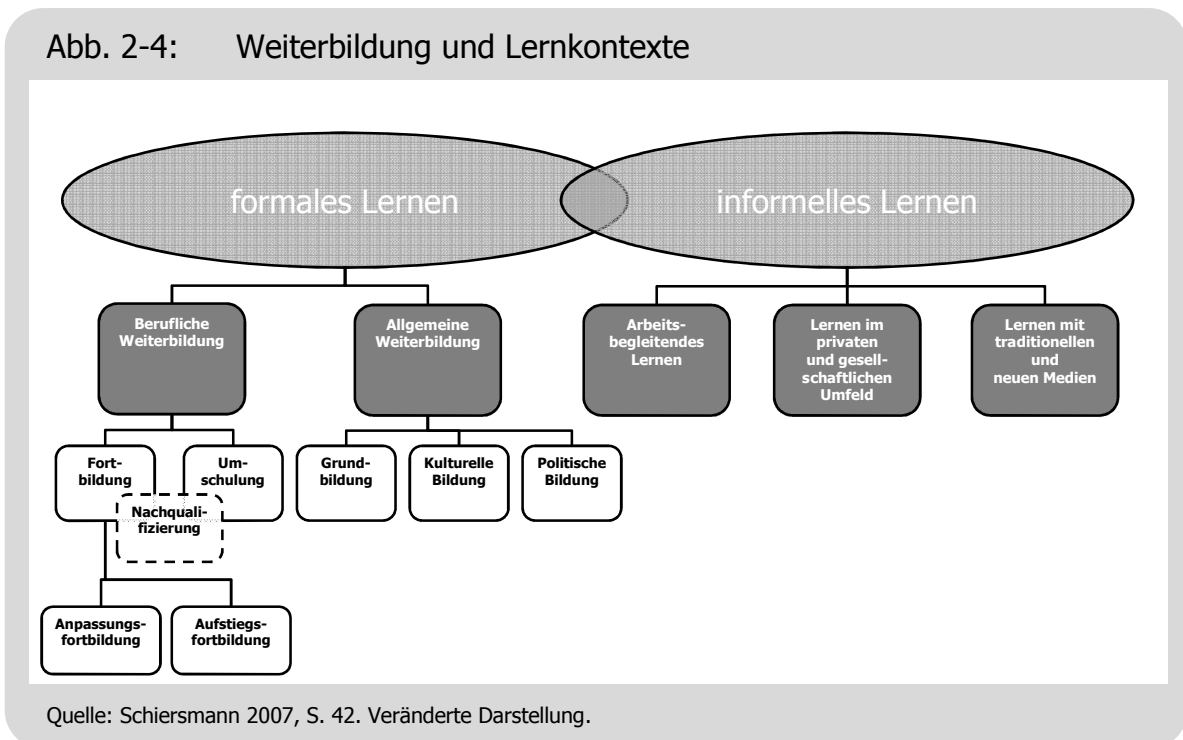 Abb. 2-4: Weiterbildung und Lernkontexte
formales Lernen
informelles Lernen
Berufliche
Weiterbildung
Allgemeine
Weiterbildung
Arbeits-
begleitendes
Lernen
Lernen im
privaten
und gesell-
schaftlichen
Umfeld
Lernen mit
traditionellen
und
neuen Medien
Fort-
bildung
Um-
schulung
Nachquali-
fizierung
Grund-
bildung
Kulturelle
Bildung
Politische
Bildung
Anpassungs-
fortbildung
Aufstiegs-
fortbildung
Quelle: Schiersmann 2007, S. 42. Veränderte Darstellung.